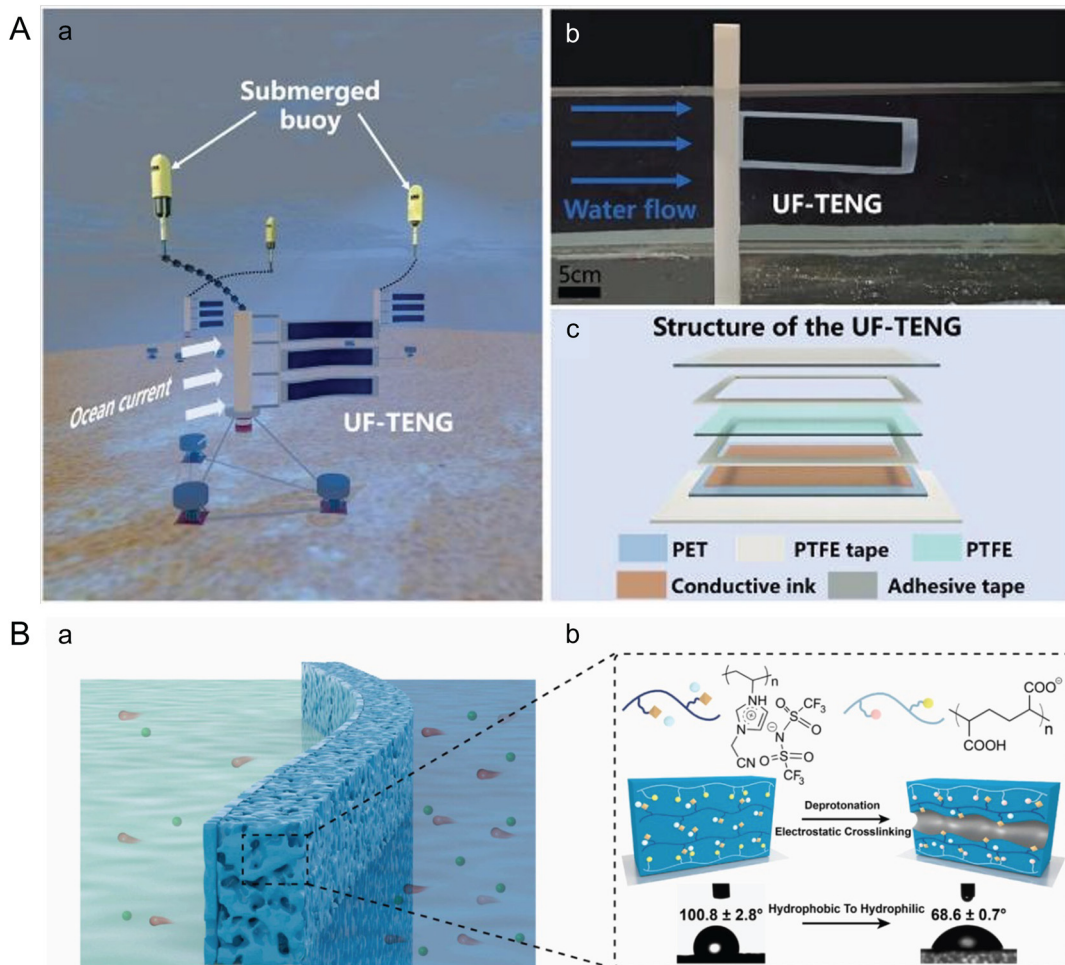 A
a
Submerged
buoy
Ocean current
UF-TENG
b
Water flow
UF-TENG
5cm
c
Structure of the UF-TENG
PET
PTFE tape
PTFE
Conductive ink
Adhesive tape
B
a
b
n
NH
⊕
N
CN
CF₃
O=S=O
⊖N
O=S=O
CF₃
COO⊖
n
COOH
Deprotonation
Electrostatic Crosslinking
100.8 ± 2.8°
Hydrophobic To Hydrophilic
68.6 ± 0.7°